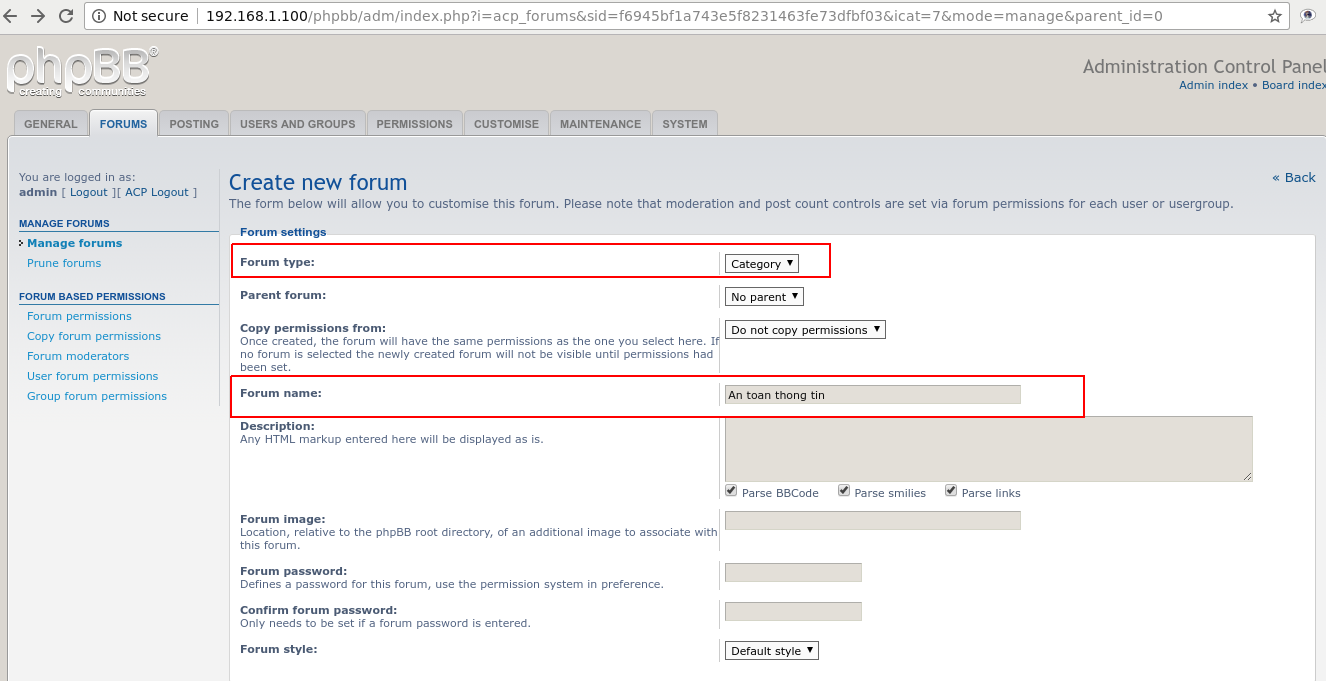 Not secure 192.168.1.100/phpbb/adm/index.php?i=acp_forums&sid=f6945bf1a743e5f8231463fe73dfbf03&icat=7&mode=manage&parent_id=0
phpBB®
creating communities
Administration Control Panel
Admin index • Board index
GENERAL FORUMS POSTING USERS AND GROUPS PERMISSIONS CUSTOMISE MAINTENANCE SYSTEM
You are logged in as:
admin [ Logout ][ ACP Logout ]
MANAGE FORUMS
Manage forums
Prune forums
FORUM BASED PERMISSIONS
Forum permissions
Copy forum permissions
Forum moderators
User forum permissions
Group forum permissions
« Back
Create new forum
The form below will allow you to customise this forum. Please note that moderation and post count controls are set via forum permissions for each user or usergroup.
Forum settings
Forum type: Category
Parent forum: No parent
Copy permissions from: Do not copy permissions
Once created, the forum will have the same permissions as the one you select here. If
no forum is selected the newly created forum will not be visible until permissions had
been set.
Forum name: An toan thong tin
Description:
Any HTML markup entered here will be displayed as is.
Parse BBCode Parse smilies Parse links
Forum image:
Location, relative to the phpBB root directory, of an additional image to associate with
this forum.
Forum password:
Defines a password for this forum, use the permission system in preference.
Confirm forum password:
Only needs to be set if a forum password is entered.
Forum style: Default style